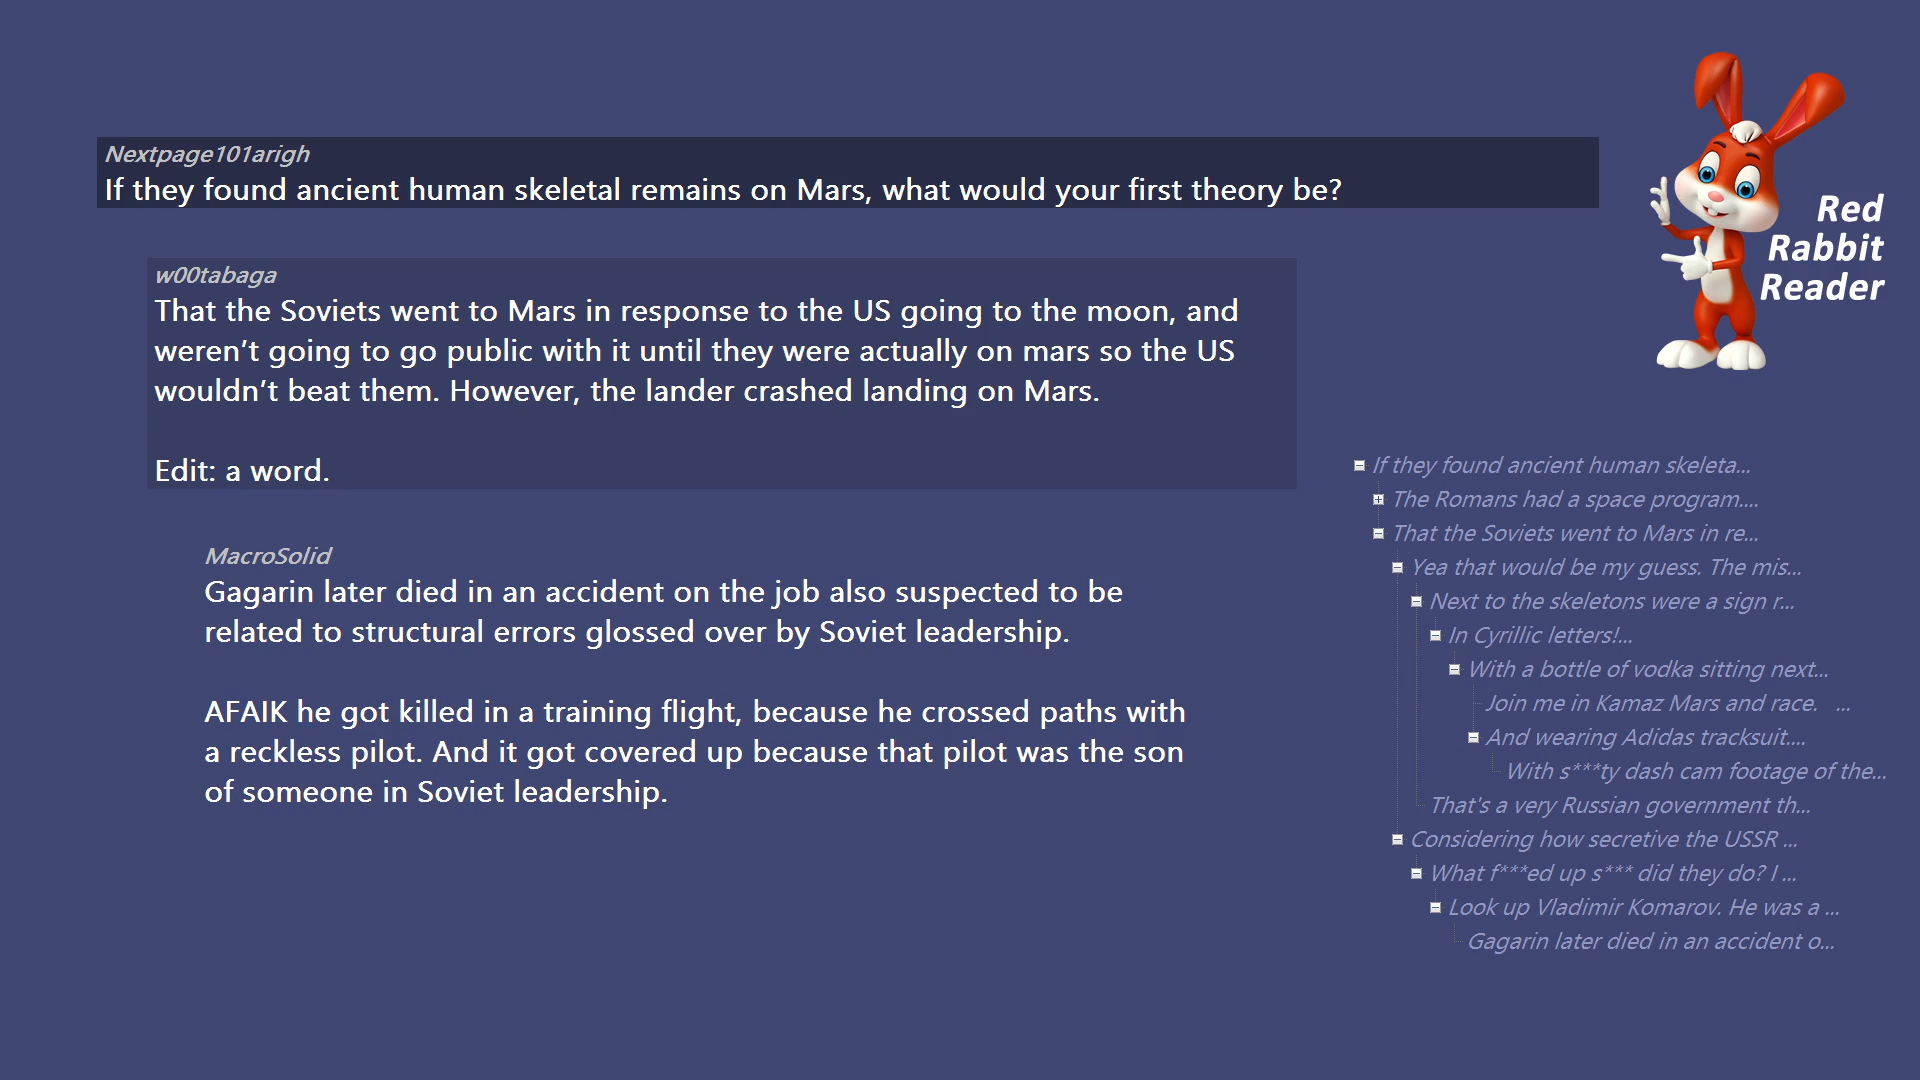 Nextpage101arigh
If they found ancient human skeletal remains on Mars, what would your first theory be?
w00tabaga
That the Soviets went to Mars in response to the US going to the moon, and
weren’t going to go public with it until they were actually on mars so the US
wouldn’t beat them. However, the lander crashed landing on Mars.
Edit: a word.
MacroSolid
Gagarin later died in an accident on the job also suspected to be
related to structural errors glossed over by Soviet leadership.
AFAIK he got killed in a training flight, because he crossed paths with
a reckless pilot. And it got covered up because that pilot was the son
of someone in Soviet leadership.
Red
Rabbit
Reader
If they found ancient human skeleta...
The Romans had a space program....
That the Soviets went to Mars in re...
Yea that would be my guess. The mis...
Next to the skeletons were a sign r...
In Cyrillic letters!...
With a bottle of vodka sitting next...
Join me in Kamaz Mars and race. ...
And wearing Adidas tracksuit....
With s***ty dash cam footage of the...
That's a very Russian government th...
Considering how secretive the USSR ...
What f***ed up s*** did they do? I ...
Look up Vladimir Komarov. He was a ...
Gagarin later died in an accident o...